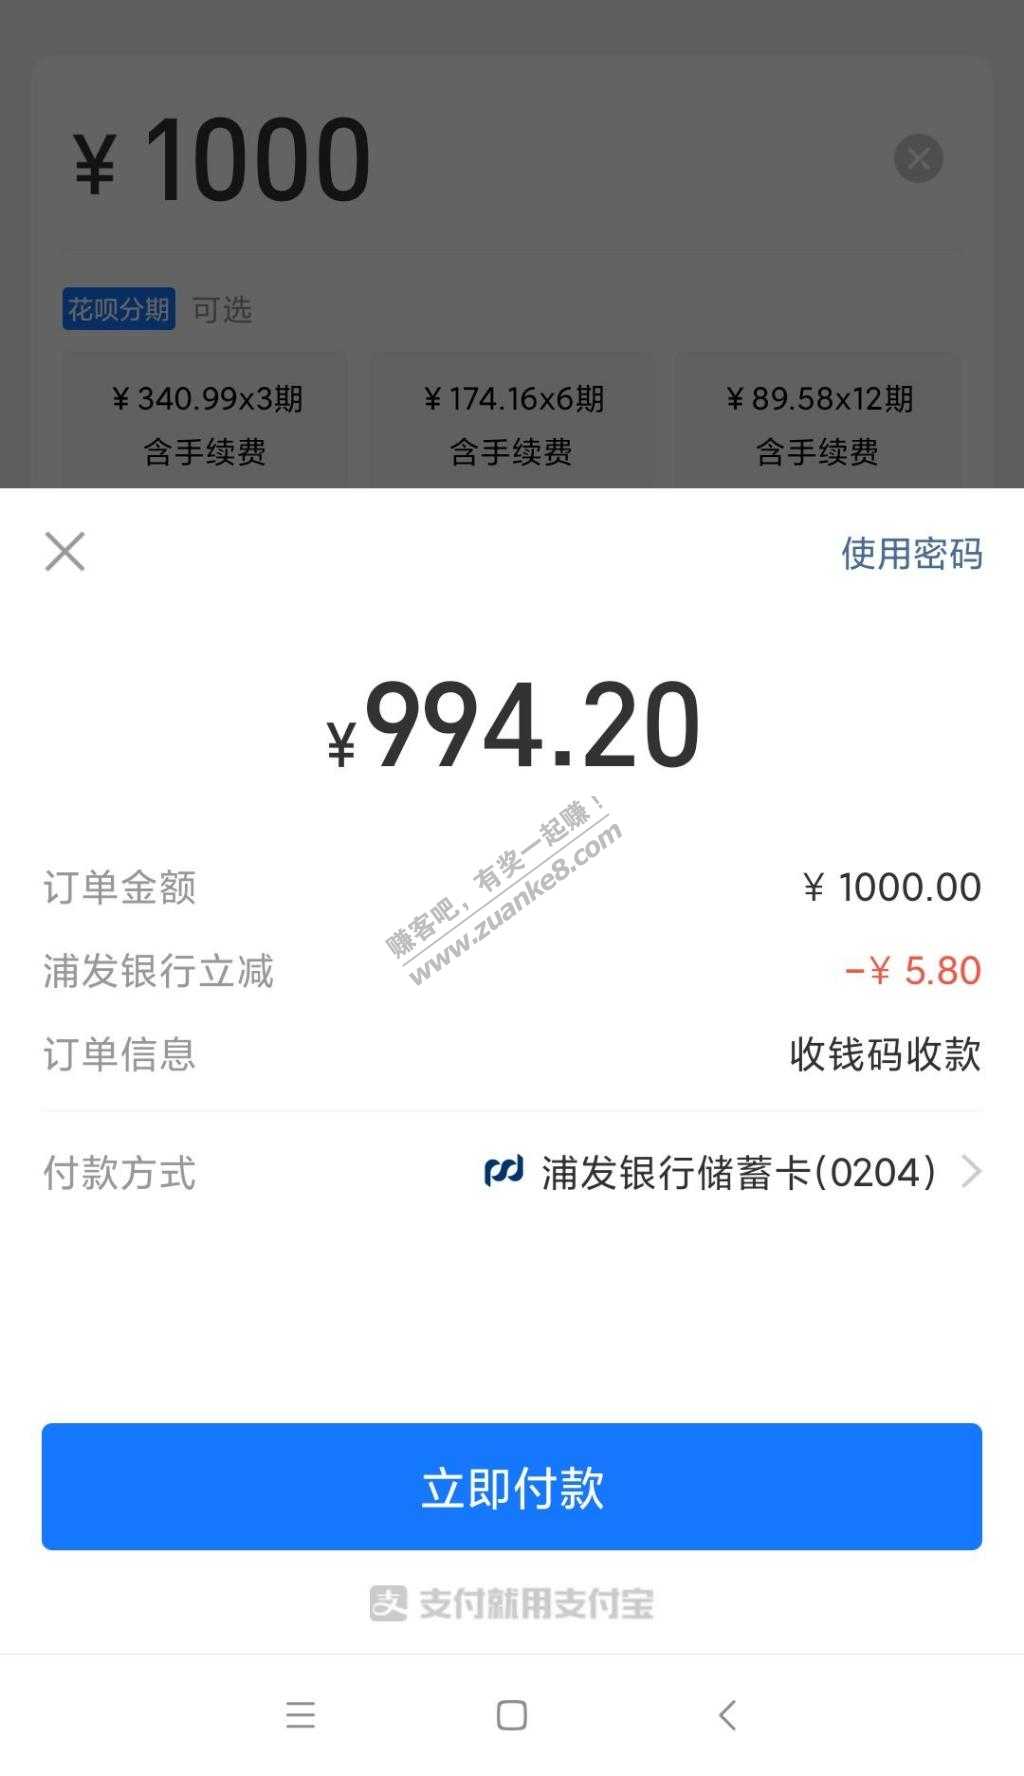 ¥ 1000
花呗分期 可选
¥ 340.99x3期
含手续费
¥ 174.16x6期
含手续费
¥ 89.58x12期
含手续费
使用密码
¥994.20
赚客吧，有奖一起赚！
www.zuanke8.com
订单金额 ¥ 1000.00
浦发银行立减 -¥ 5.80
订单信息 收钱码收款
付款方式 浦发银行储蓄卡(0204)
立即付款
支 支付就用支付宝